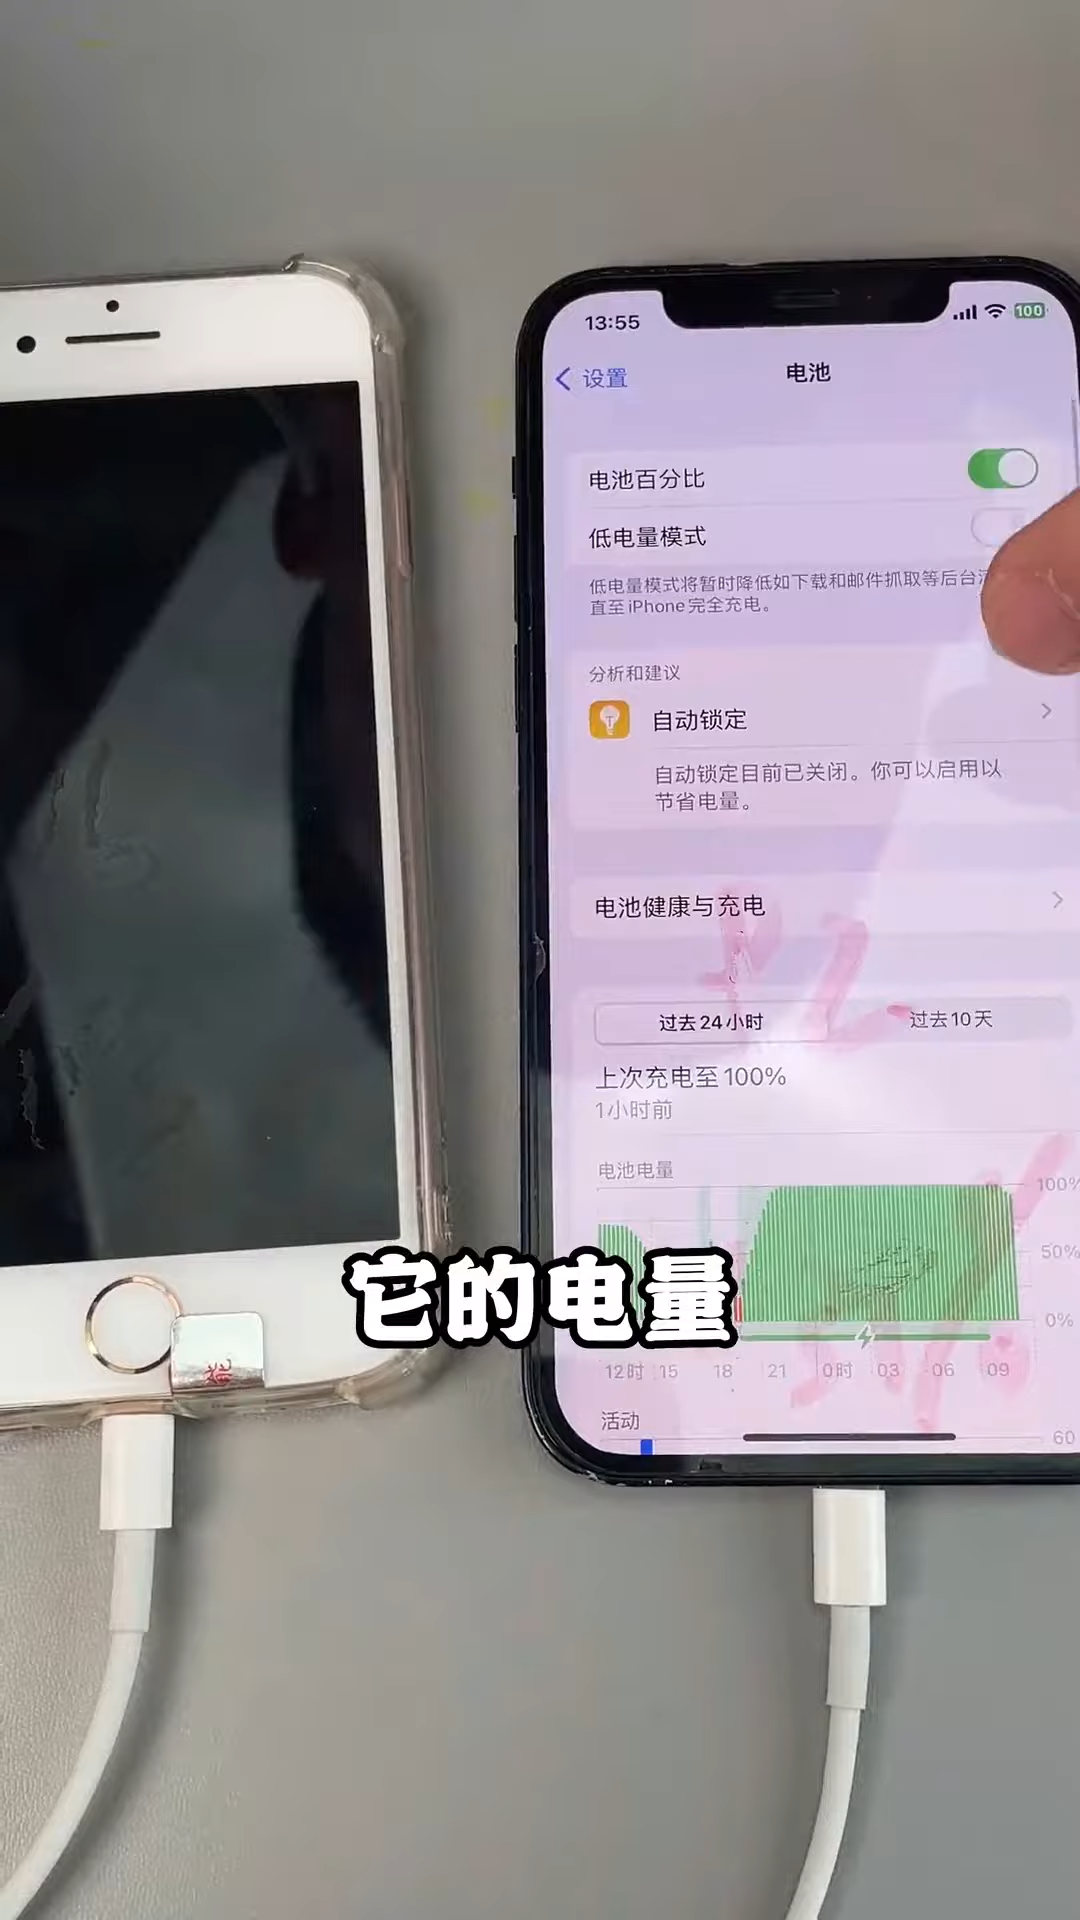 13:55
100
设置
电池
电池百分比
低电量模式
低电量模式将暂时降低如下载和邮件抓取等后台
直至iPhone完全充电。
分析和建议
自动锁定
自动锁定目前已关闭。你可以启用以
节省电量。
电池健康与充电
过去24小时
过去10天
上次充电至100%
1小时前
电池电量
100%
50%
0%
它的电量
12时 15 18 21 0时 03 06 09
活动
60